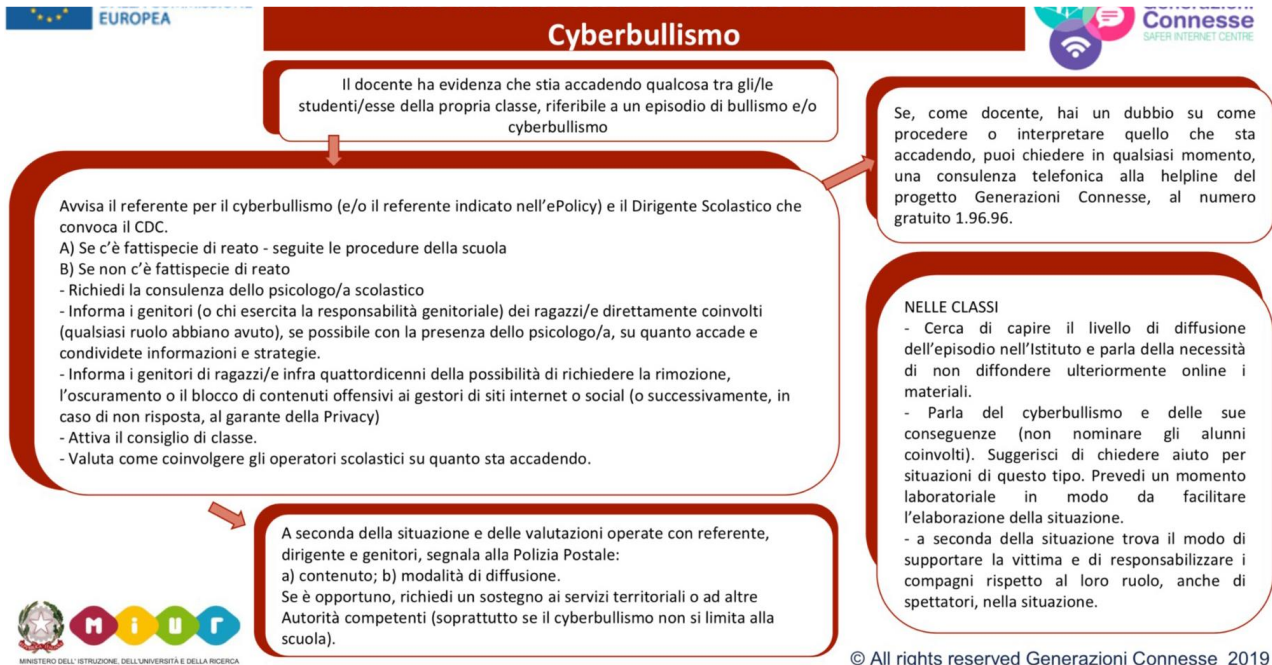 EUROPEA
Cyberbullismo
Connesse
SAFER INTERNET CENTRE
Il docente ha evidenza che stia accadendo qualcosa tra gli/le
studenti/esse della propria classe, riferibile a un episodio di bullismo e/o
cyberbullismo
Avvisa il referente per il cyberbullismo (e/o il referente indicato nell'ePolicy) e il Dirigente Scolastico che
convoca il CDC.
A) Se c'è fattispecie di reato - seguite le procedure della scuola
B) Se non c'è fattispecie di reato
- Richiedi la consulenza dello psicologo/a scolastico
- Informa i genitori (o chi esercita la responsabilità genitoriale) dei ragazzi/e direttamente coinvolti
(qualsiasi ruolo abbiano avuto), se possibile con la presenza dello psicologo/a, su quanto accade e
condividete informazioni e strategie.
- Informa i genitori di ragazzi/e infra quattordicenni della possibilità di richiedere la rimozione,
l'oscuramento o il blocco di contenuti offensivi ai gestori di siti internet o social (o successivamente, in
caso di non risposta, al garante della Privacy)
- Attiva il consiglio di classe.
- Valuta come coinvolgere gli operatori scolastici su quanto sta accadendo.
Se, come docente, hai un dubbio su come
procedere o interpretare quello che sta
accadendo, puoi chiedere in qualsiasi momento,
una consulenza telefonica alla helpline del
progetto Generazioni Connesse, al numero
gratuito 1.96.96.
NELLE CLASSI
- Cerca di capire il livello di diffusione
dell'episodio nell'Istituto e parla della necessità
di non diffondere ulteriormente online i
materiali.
- Parla del cyberbullismo e delle sue
conseguenze (non nominare gli alunni
coinvolti). Suggerisci di chiedere aiuto per
situazioni di questo tipo. Prevedi un momento
laboratoriale in modo da facilitare
l'elaborazione della situazione.
- a seconda della situazione trova il modo di
supportare la vittima e di responsabilizzare i
compagni rispetto al loro ruolo, anche di
spettatori, nella situazione.
A seconda della situazione e delle valutazioni operate con referente,
dirigente e genitori, segnala alla Polizia Postale:
a) contenuto; b) modalità di diffusione.
Se è opportuno, richiedi un sostegno ai servizi territoriali o ad altre
Autorità competenti (soprattutto se il cyberbullismo non si limita alla
scuola).
miur
MINISTERO DELL' ISTRUZIONE, DELL'UNIVERSITÀ E DELLA RICERCA
© All rights reserved Generazioni Connesse 2019